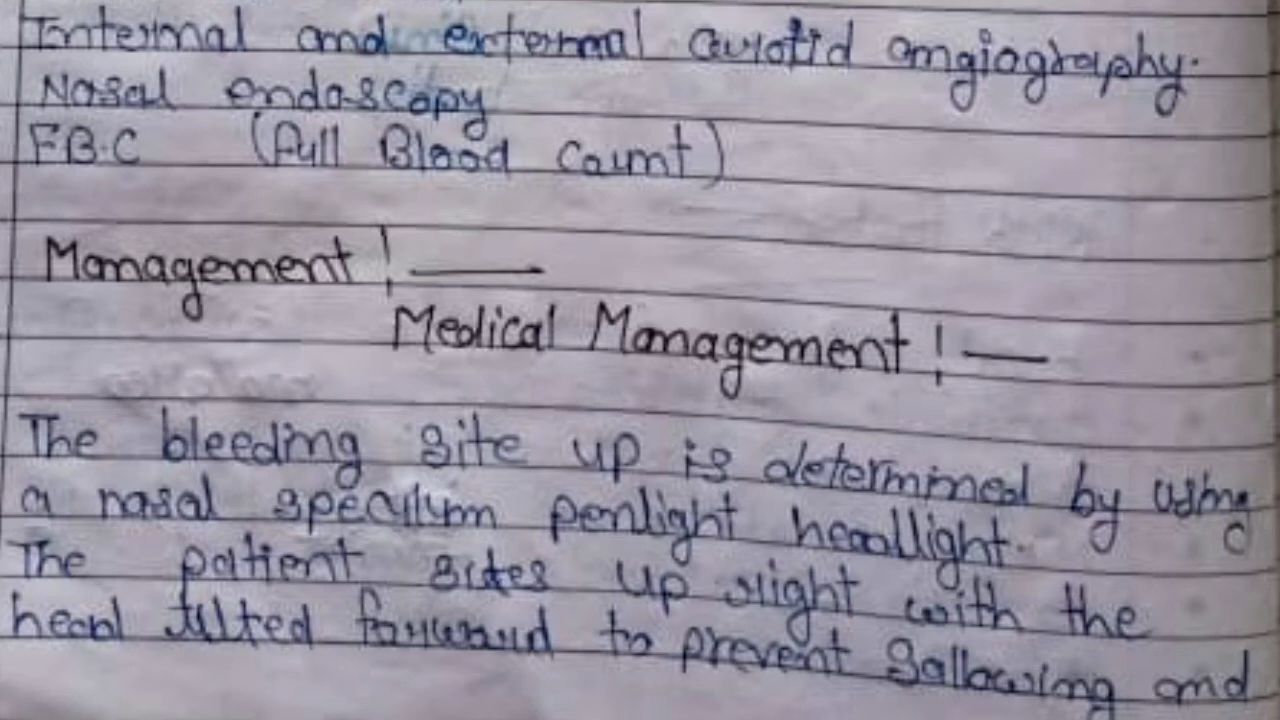 Internal and external carotid angiography.
Nasal endoscopy
F.B.C (full Blood Count)
Management :—
Medical Management :—
The bleeding site up is determined by using
a nasal speculum penlight headlight.
The patient sites up right with the
head tilted forward to prevent Sallowing and